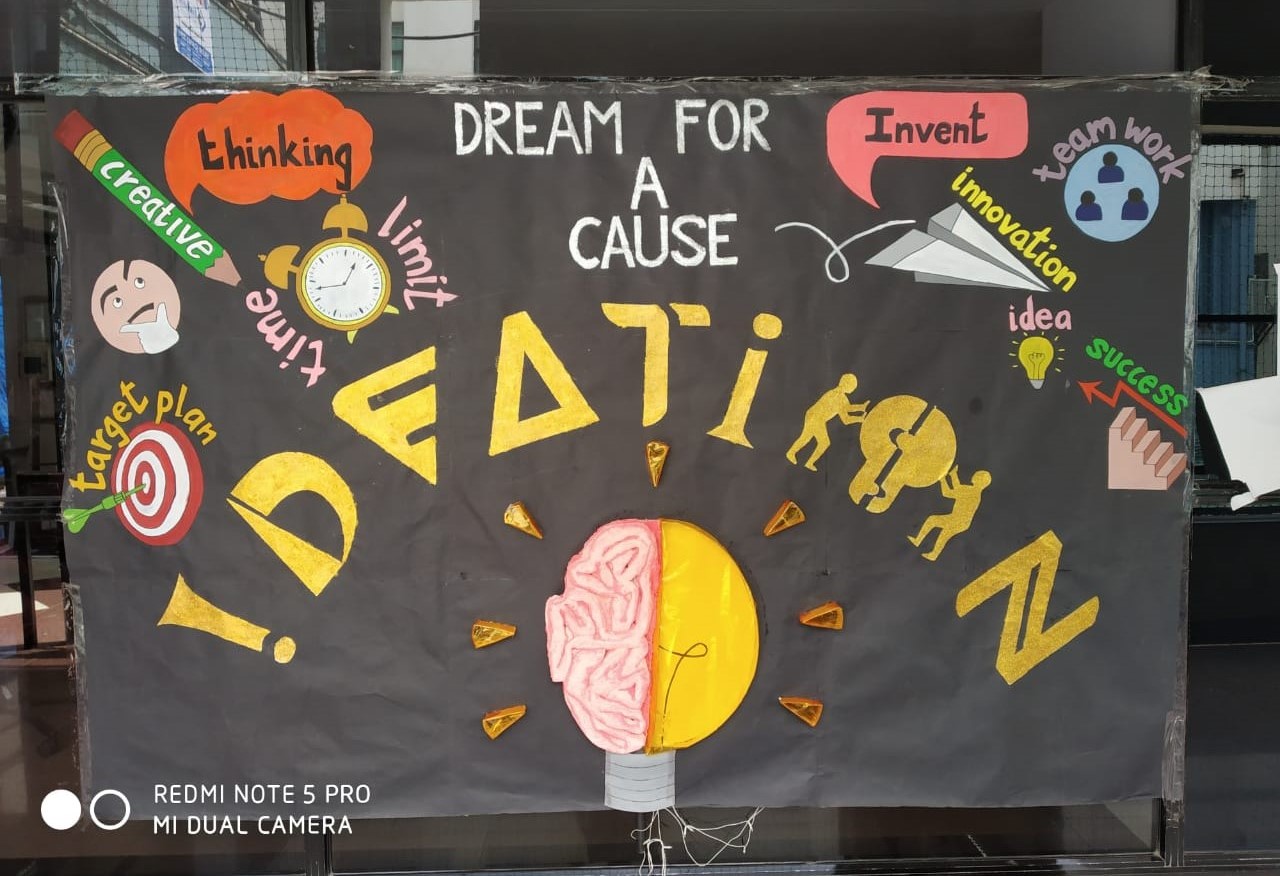 DREAM FOR
A
CAUSE
thinking
creative
time limit
target plan
Invent
team work
innovation
idea
success
IDEATION
REDMI NOTE 5 PRO
MI DUAL CAMERA